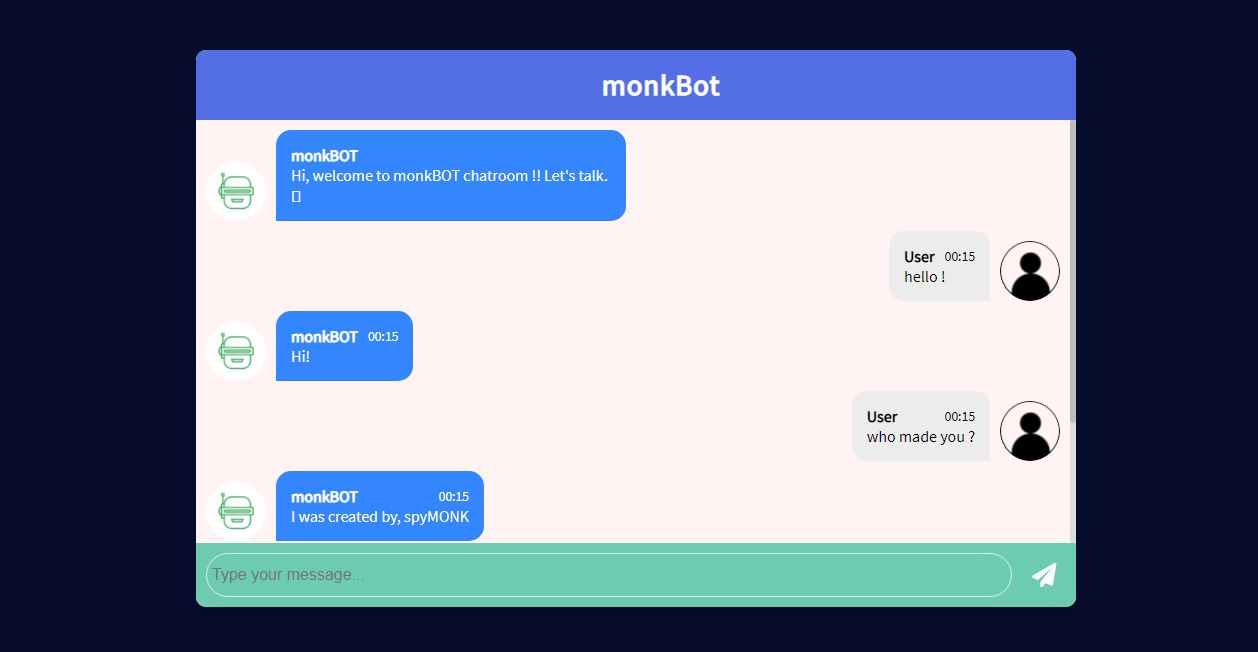 monkBot
monkBOT
Hi, welcome to monkBOT chatroom !! Let's talk.
User 00:15
hello !
monkBOT 00:15
Hi!
User 00:15
who made you ?
monkBOT 00:15
I was created by, spyMONK
Type your message...